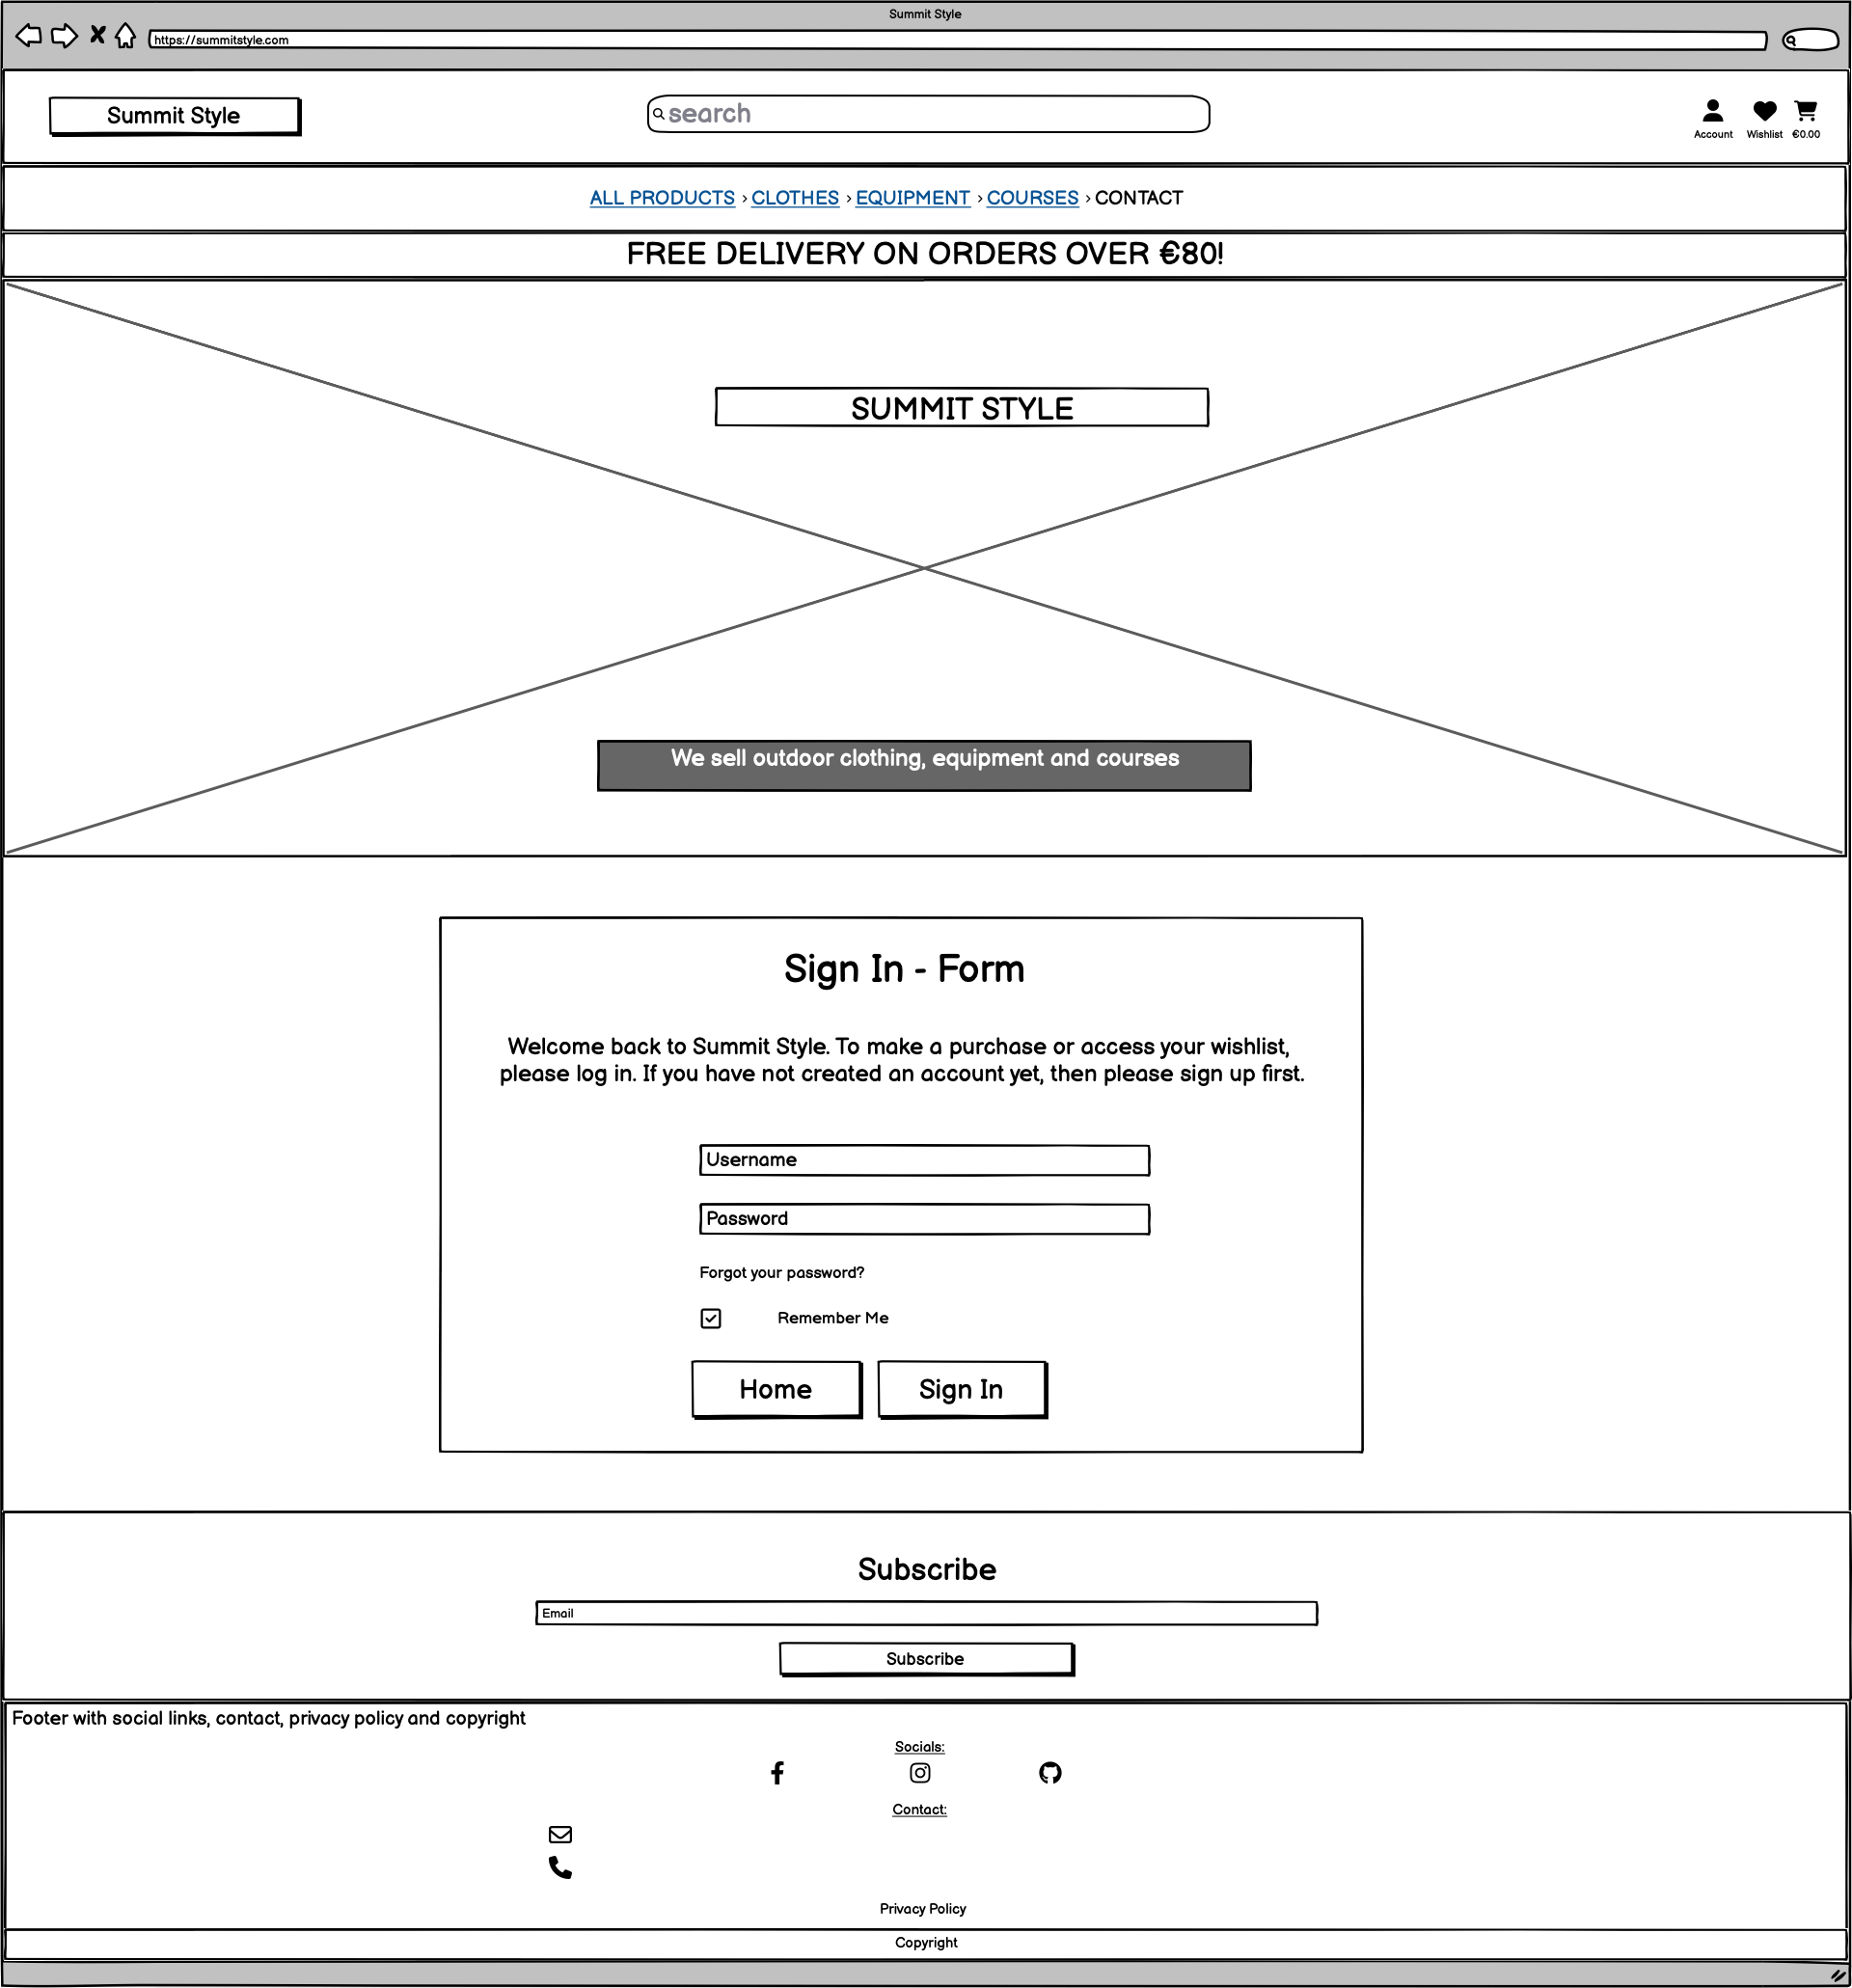 Summit Style
https://summitstyle.com
Summit Style
search
Account Wishlist €0.00
ALL PRODUCTS > CLOTHES > EQUIPMENT > COURSES > CONTACT
FREE DELIVERY ON ORDERS OVER €80!
SUMMIT STYLE
We sell outdoor clothing, equipment and courses
Sign In - Form
Welcome back to Summit Style. To make a purchase or access your wishlist,
please log in. If you have not created an account yet, then please sign up first.
Username
Password
Forgot your password?
Remember Me
Home Sign In
Subscribe
Email
Subscribe
Footer with social links, contact, privacy policy and copyright
Socials:
Contact:
Privacy Policy
Copyright